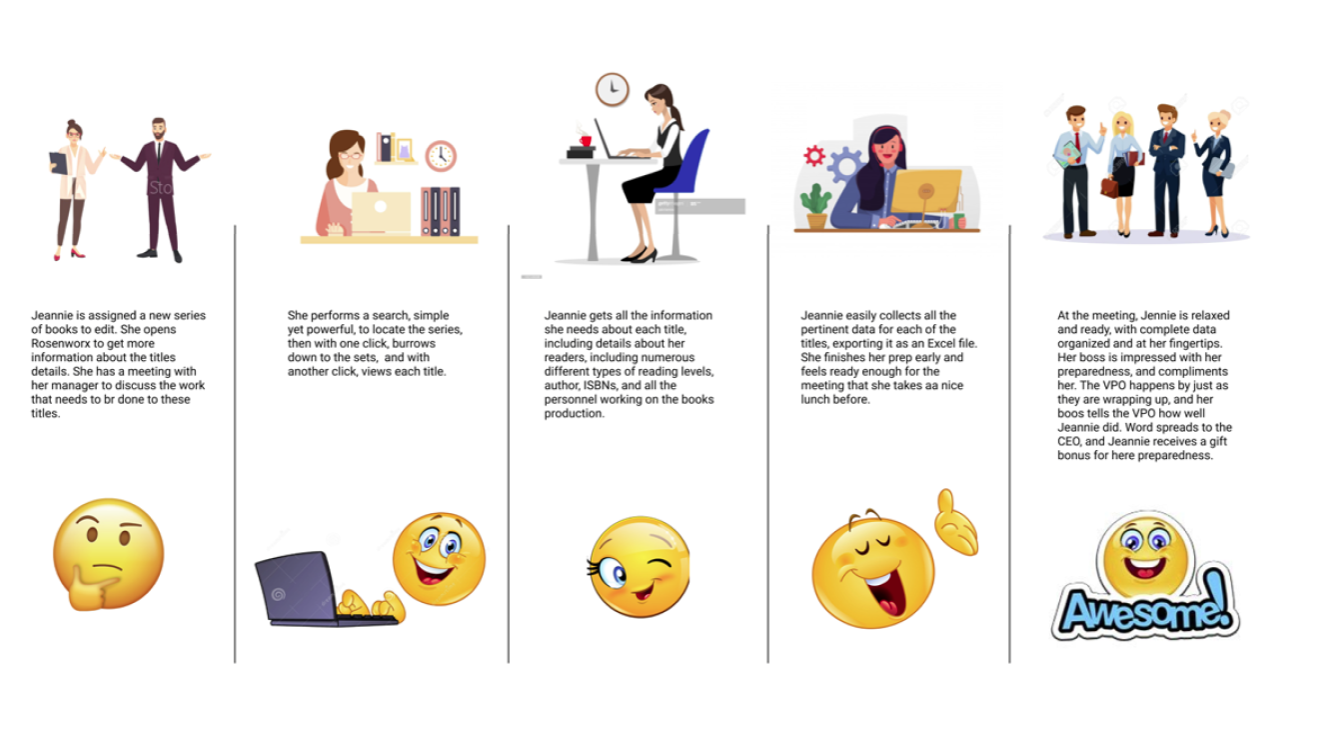 Sto
Jeannie is assigned a new series
of books to edit. She opens
Rosenworx to get more
information about the titles
details. She has a meeting with
her manager to discuss the work
that needs to br done to these
titles.
She performs a search, simple
yet powerful, to locate the series,
then with one click, burrows
down to the sets, and with
another click, views each title.
Jeannie gets all the information
she needs about each title,
including details about her
readers, including numerous
different types of reading levels,
author, ISBNs, and all the
personnel working on the books
production.
Jeannie easily collects all the
pertinent data for each of the
titles, exporting it as an Excel file.
She finishes her prep early and
feels ready enough for the
meeting that she takes aa nice
lunch before.
At the meeting, Jennie is relaxed
and ready, with complete data
organized and at her fingertips.
Her boss is impressed with her
preparedness, and compliments
her. The VPO happens by just as
they are wrapping up, and her
boos tells the VPO how well
Jeannie did. Word spreads to the
CEO, and Jeannie receives a gift
bonus for here preparedness.
Awesome!